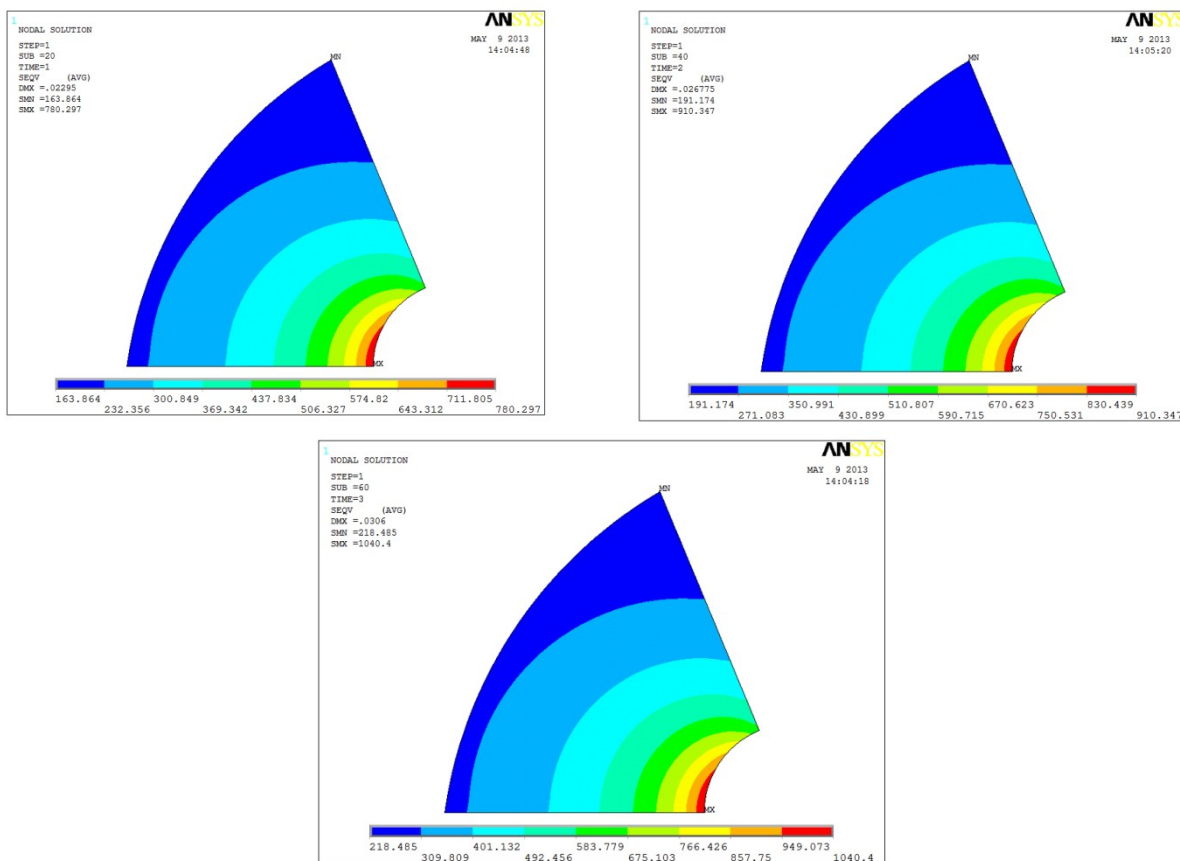 1
NODAL SOLUTION
STEP=1
SUB =20
TIME=1
SEQV (AVG)
DMX =.02295
SMN =163.864
SMX =780.297
ANSYS
MAY 9 2013
14:04:48
MN
MX
163.864 300.849 437.834 574.82 711.805
232.356 369.342 506.327 643.312 780.297
1
NODAL SOLUTION
STEP=1
SUB =40
TIME=2
SEQV (AVG)
DMX =.026775
SMN =191.174
SMX =910.347
ANSYS
MAY 9 2013
14:05:20
MN
MX
191.174 350.991 510.807 670.623 830.439
271.083 430.899 590.715 750.531 910.347
1
NODAL SOLUTION
STEP=1
SUB =60
TIME=3
SEQV (AVG)
DMX =.0306
SMN =218.485
SMX =1040.4
ANSYS
MAY 9 2013
14:04:18
MN
MX
218.485 401.132 583.779 766.426 949.073
309.809 492.456 675.103 857.75 1040.4